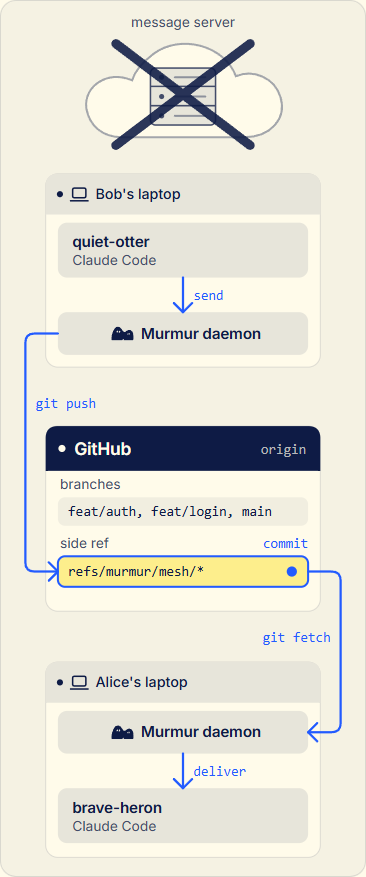 message server
Bob's laptop
quiet-otter
Claude Code
send
Murmur daemon
git push
GitHub
origin
branches
feat/auth, feat/login, main
side ref
commit
refs/murmur/mesh/*
git fetch
Alice's laptop
Murmur daemon
deliver
brave-heron
Claude Code